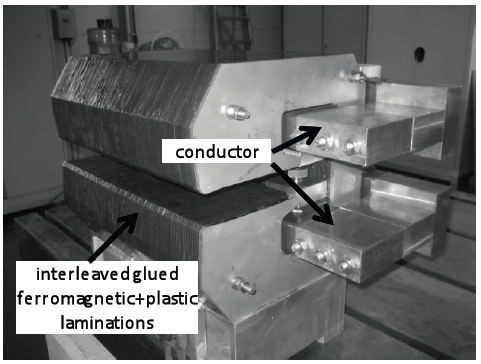 conductor
interleaved glued
ferromagnetic+plastic
laminations